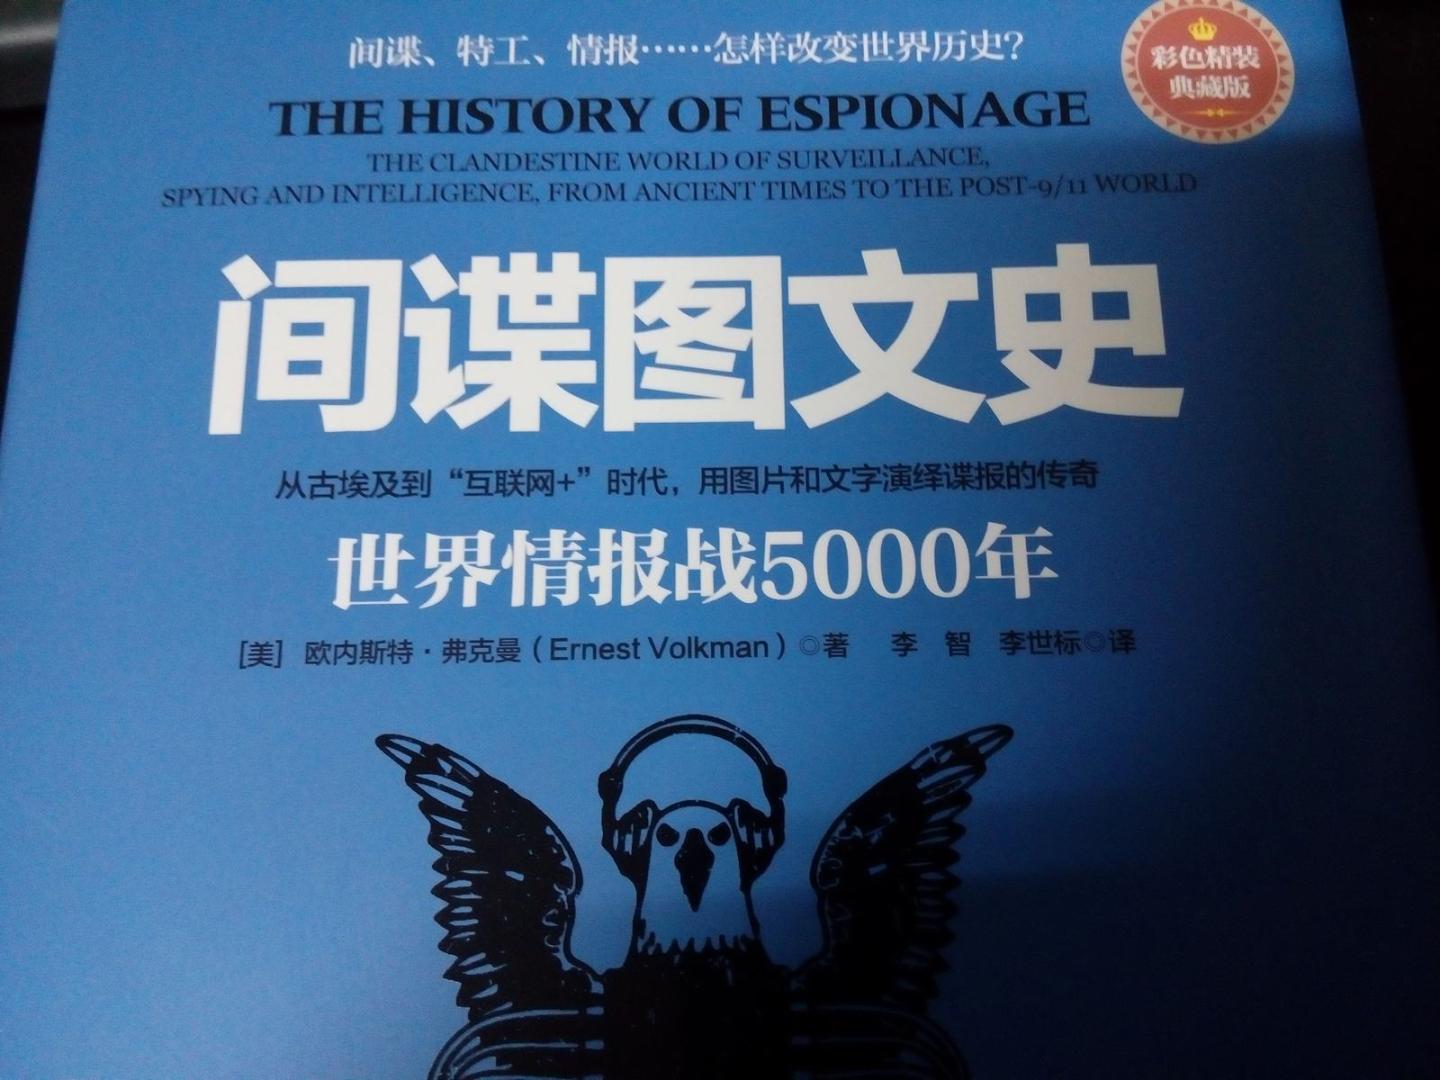 间谍、特工、情报……怎样改变世界历史?
彩色精装
典藏版
THE HISTORY OF ESPIONAGE
THE CLANDESTINE WORLD OF SURVEILLANCE,
SPYING AND INTELLIGENCE, FROM ANCIENT TIMES TO THE POST-9/11 WORLD
间谍图文史
从古埃及到“互联网+”时代，用图片和文字演绎谍报的传奇
世界情报战5000年
[美] 欧内斯特·弗克曼（Ernest Volkman）◎著 李 智 李世标◎译